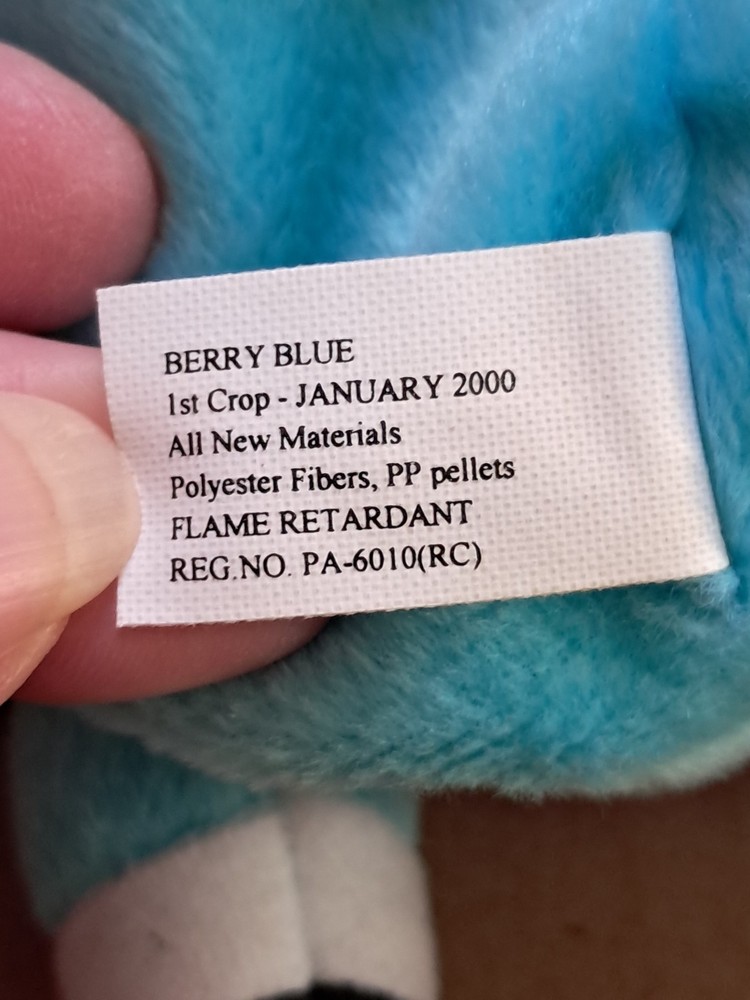 BERRY BLUE
1st Crop - JANUARY 2000
All New Materials
Polyester Fibers, PP pellets
FLAME RETARDANT
REG.NO. PA-6010(RC)